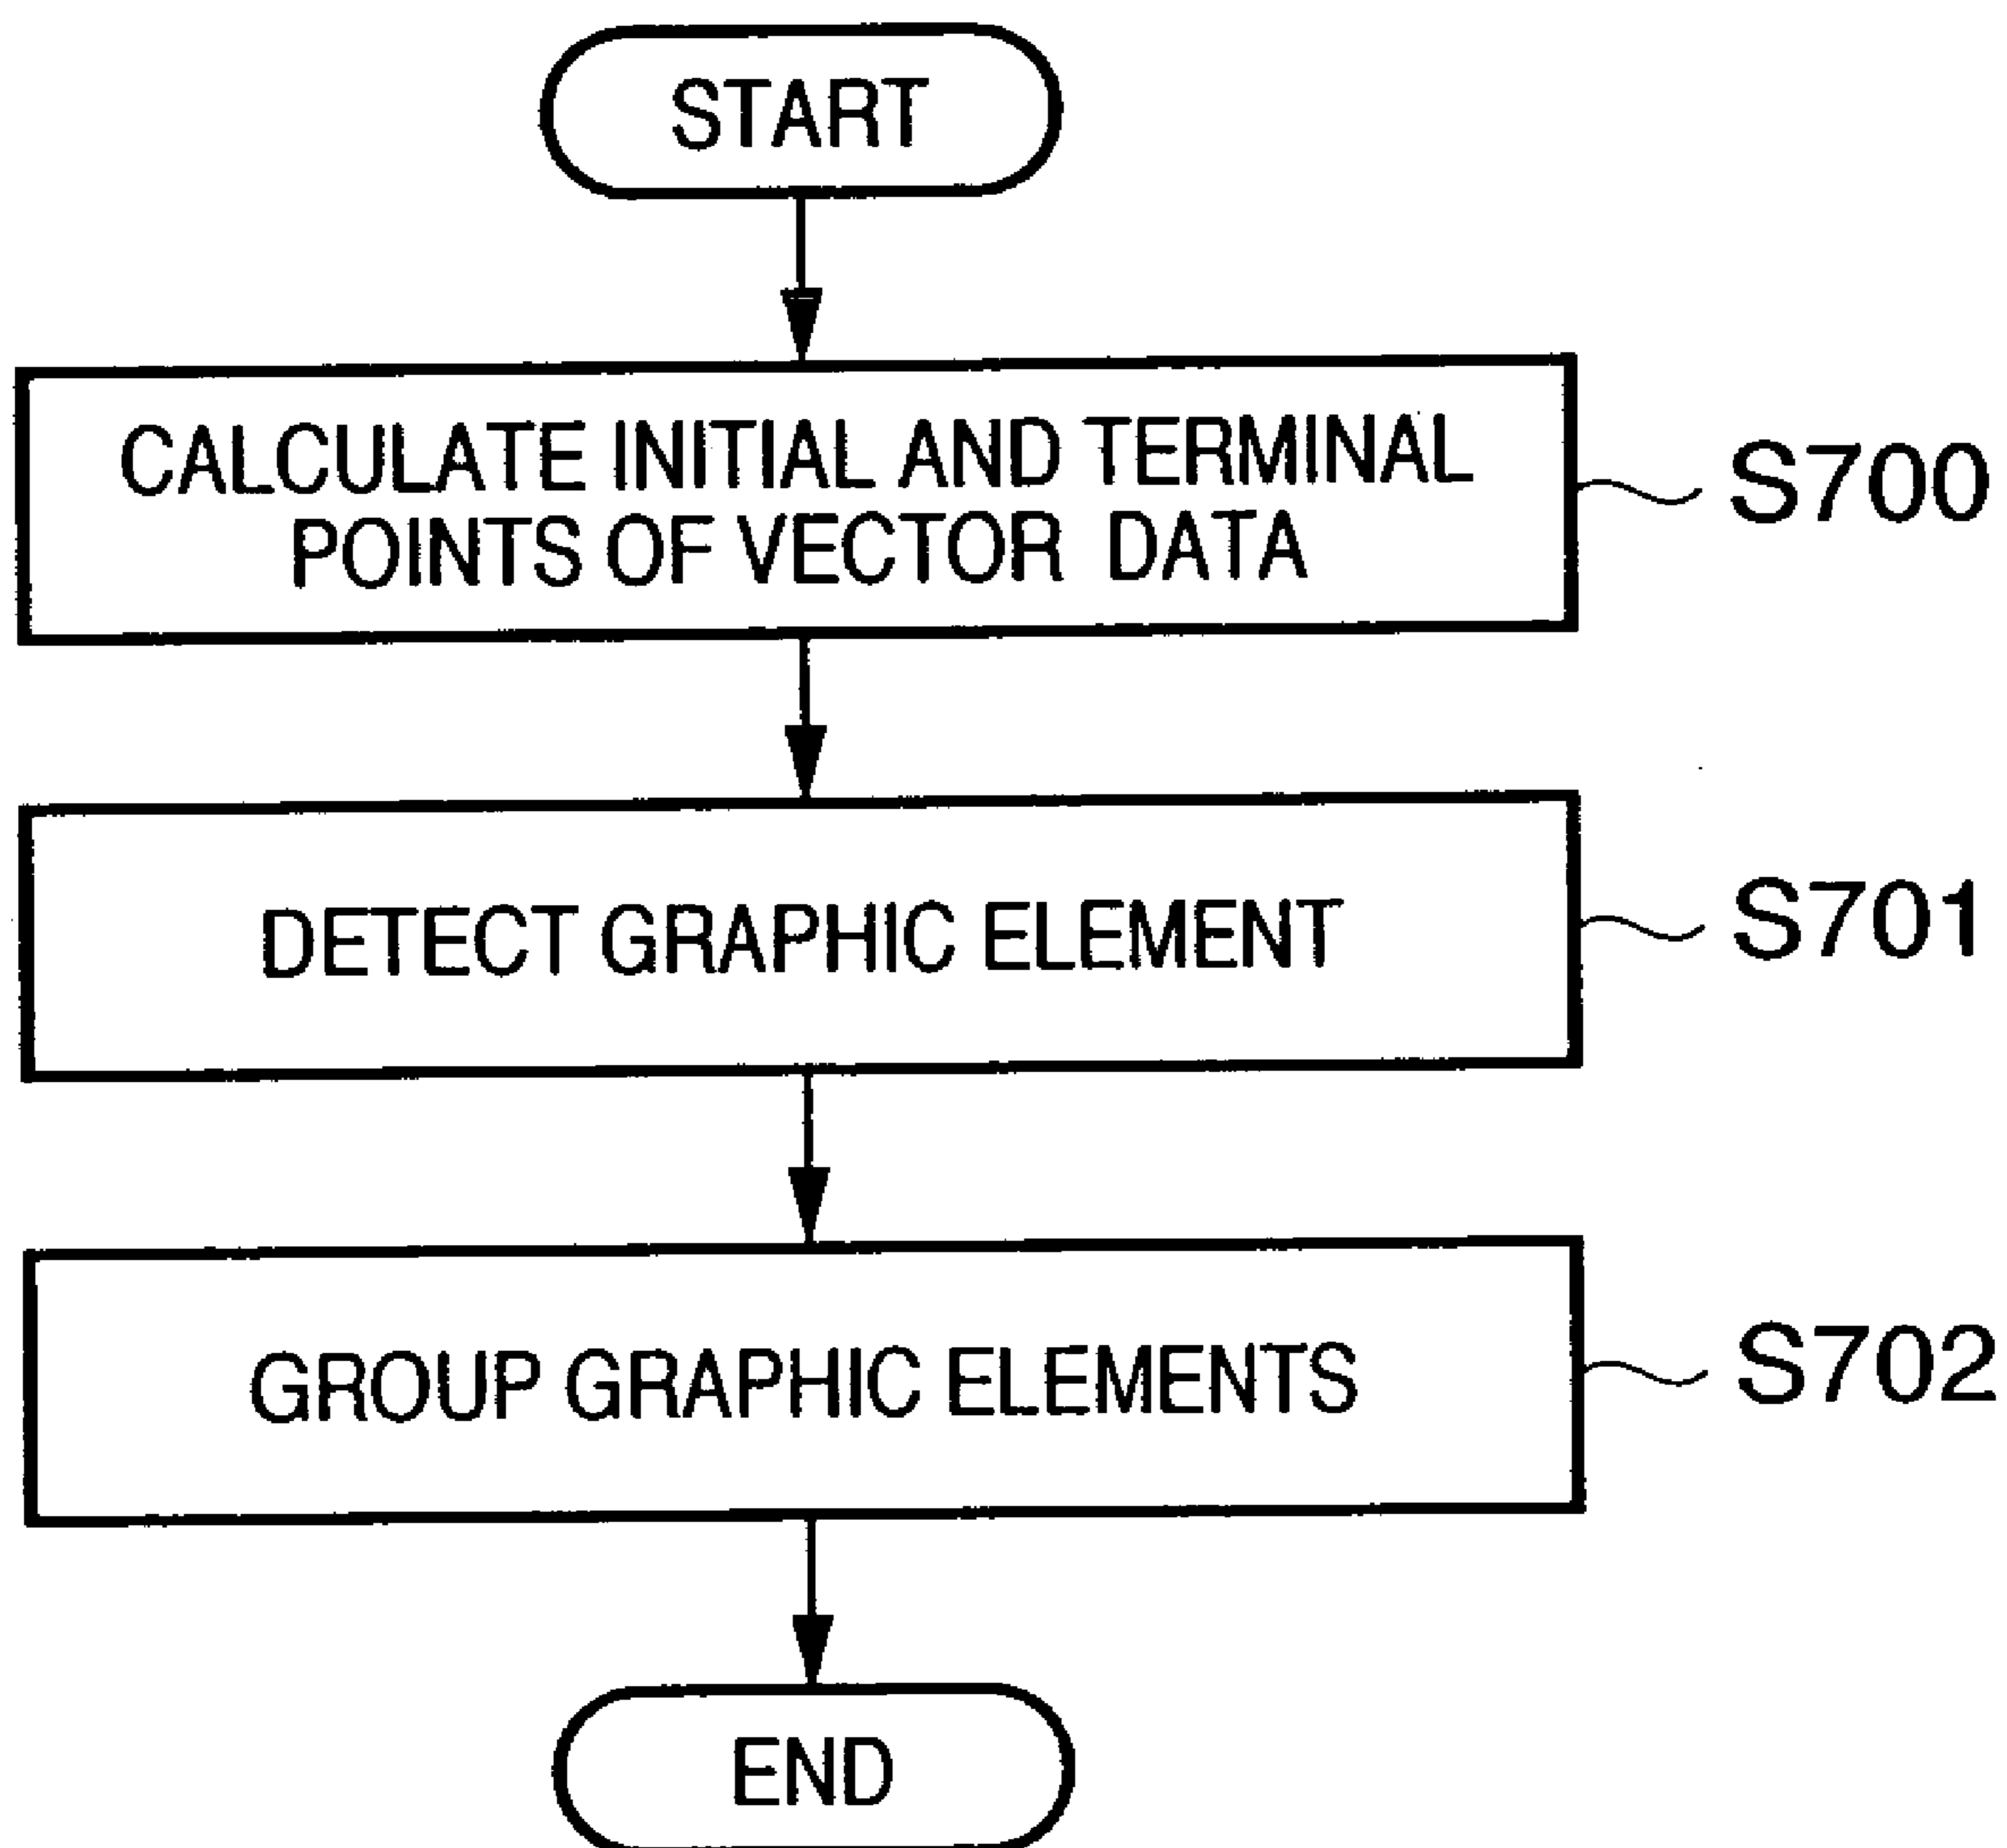 START
CALCULATE INITIAL AND TERMINAL
POINTS OF VECTOR DATA
S700
DETECT GRAPHIC ELEMENT
S701
GROUP GRAPHIC ELEMENTS
S702
END